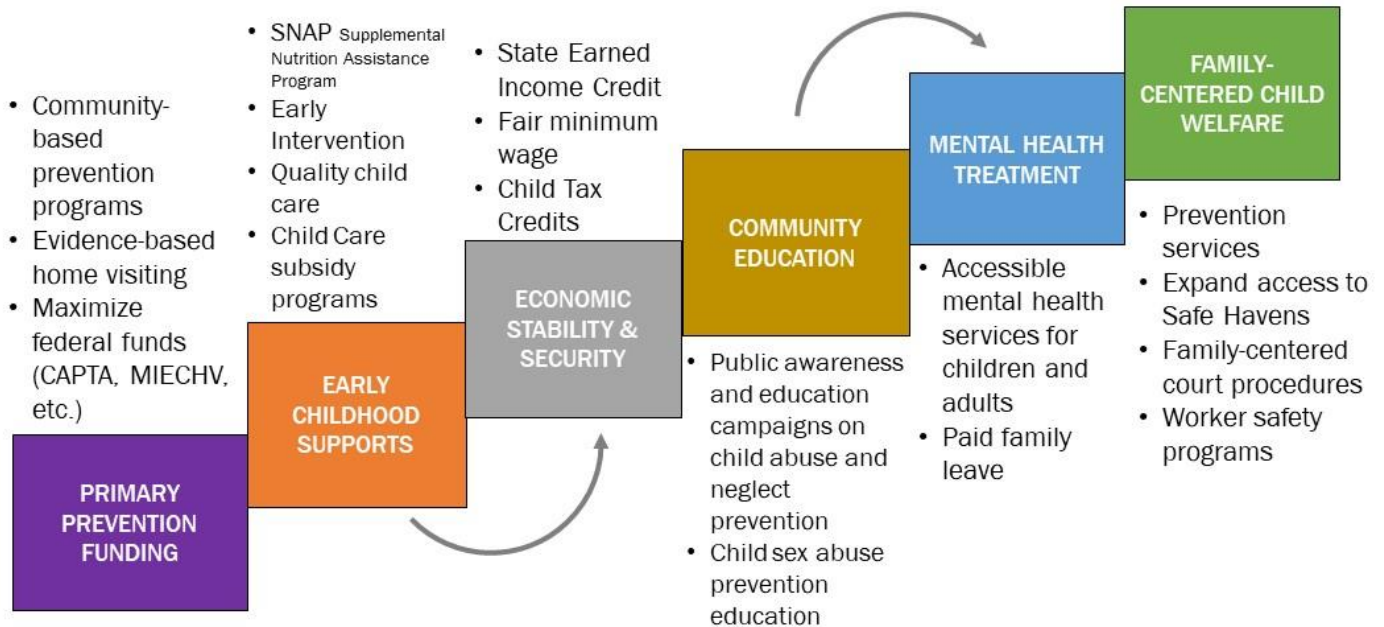 • Community-
based
prevention
programs
• Evidence-based
home visiting
• Maximize
federal funds
(CAPTA, MIECHV,
etc.)
PRIMARY
PREVENTION
FUNDING
• SNAP Supplemental
Nutrition Assistance
Program
• Early
Intervention
• Quality child
care
• Child Care
subsidy
programs
EARLY
CHILDHOOD
SUPPORTS
• State Earned
Income Credit
• Fair minimum
wage
• Child Tax
Credits
ECONOMIC
STABILITY &
SECURITY
COMMUNITY
EDUCATION
• Public awareness
and education
campaigns on
child abuse and
neglect
prevention
• Child sex abuse
prevention
education
MENTAL HEALTH
TREATMENT
• Accessible
mental health
services for
children and
adults
• Paid family
leave
FAMILY-
CENTERED CHILD
WELFARE
• Prevention
services
• Expand access to
Safe Havens
• Family-centered
court procedures
• Worker safety
programs